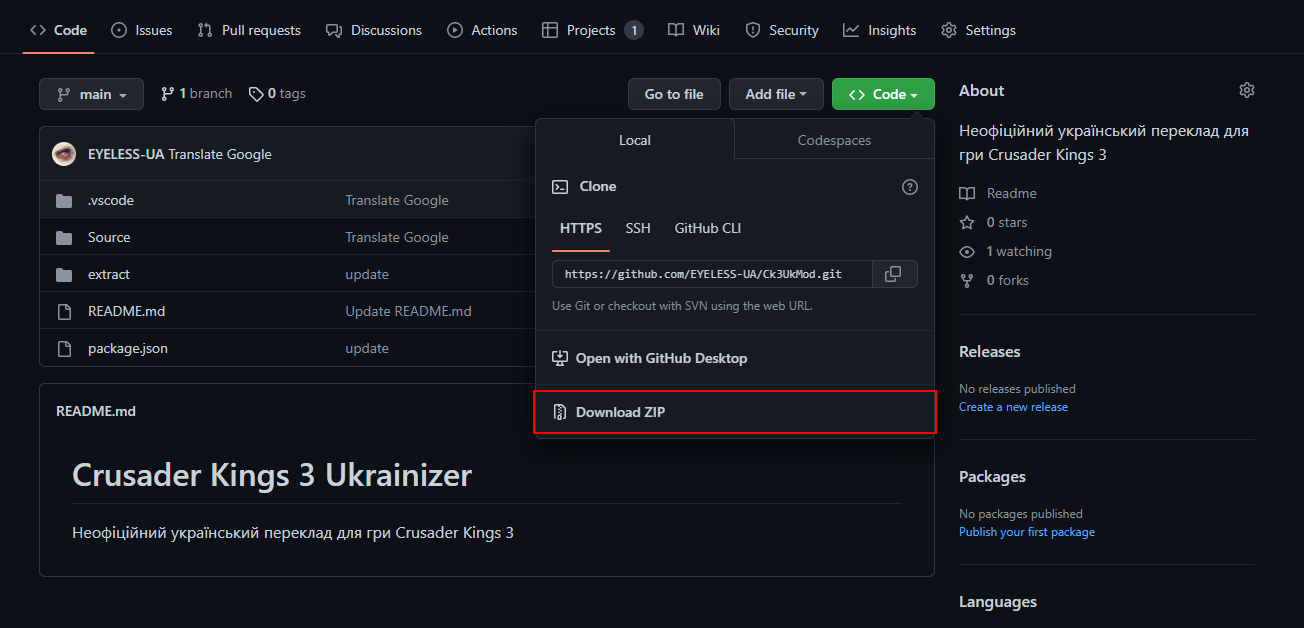 Code Issues Pull requests Discussions Actions Projects 1 Wiki Security Insights Settings
main 1 branch 0 tags Go to file Add file Code
EYELESS-UA Translate Google
.vscode Translate Google
Source Translate Google
extract update
README.md Update README.md
package.json update
Local Codespaces
Clone
HTTPS SSH GitHub CLI
https://github.com/EYELESS-UA/Ck3UkMod.git
Use Git or checkout with SVN using the web URL.
Open with GitHub Desktop
Download ZIP
README.md
Crusader Kings 3 Ukrainizer
Неофіційний український переклад для гри Crusader Kings 3
About
Неофіційний український переклад для
гри Crusader Kings 3
Readme
0 stars
1 watching
0 forks
Releases
No releases published
Create a new release
Packages
No packages published
Publish your first package
Languages